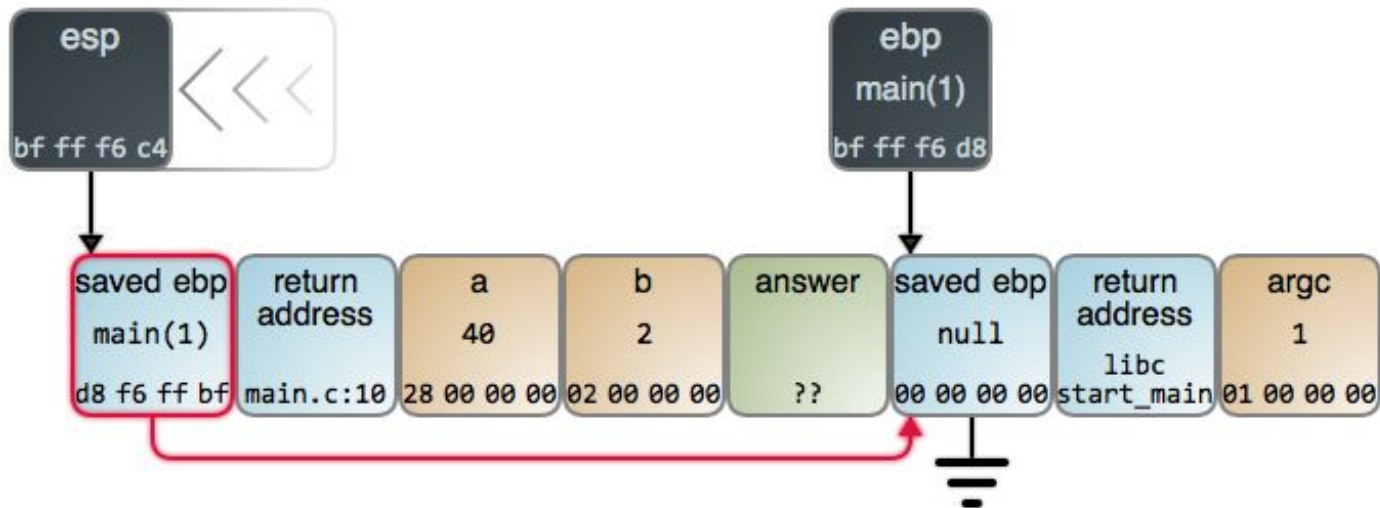 esp
bf ff f6 c4
ebp
main(1)
bf ff f6 d8
saved ebp
main(1)
d8 f6 ff bf
return
address
main.c:10
a
40
28 00 00 00
b
2
02 00 00 00
answer
??
saved ebp
null
00 00 00 00
return
address
libc
start_main
argc
1
01 00 00 00